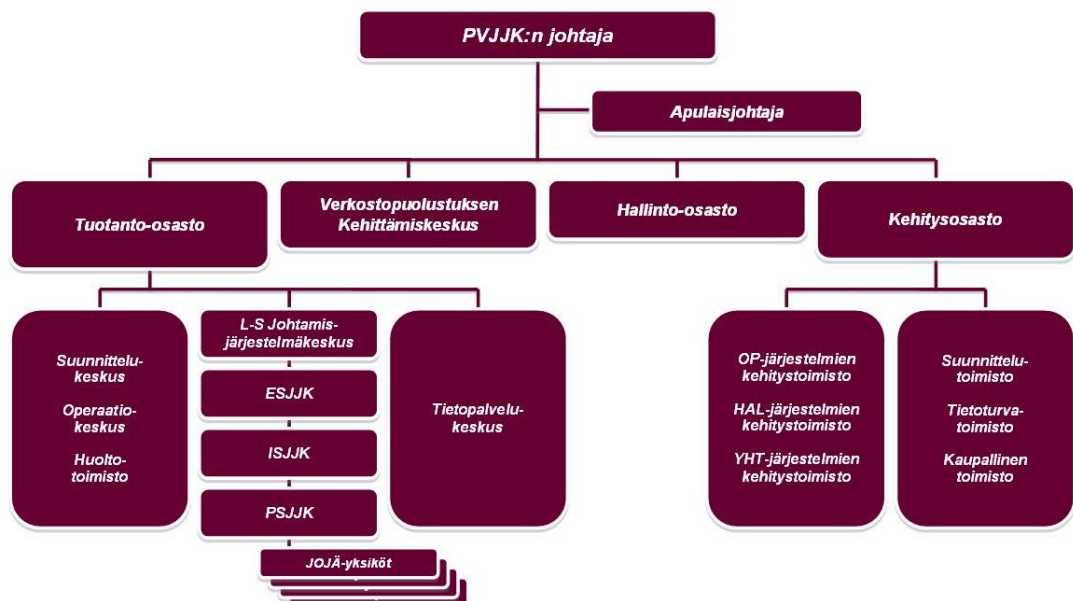 PVJJK:n johtaja
Apulaisjohtaja
Tuotanto-osasto
Verkostopuolustuksen
Kehittämiskeskus
Hallinto-osasto
Kehitysosasto
Suunnittelu-
keskus
Operaatio-
keskus
Huolto-
toimisto
L-S Johtamis-
järjestelmäkeskus
ESJJK
ISJJK
PSJJK
JOJÄ-yksiköt
Tietopalvelu-
keskus
OP-järjestelmien
kehitystoimisto
HAL-järjestelmien
kehitystoimisto
YHT-järjestelmien
kehitystoimisto
Suunnittelu-
toimisto
Tietoturva-
toimisto
Kaupallinen
toimisto